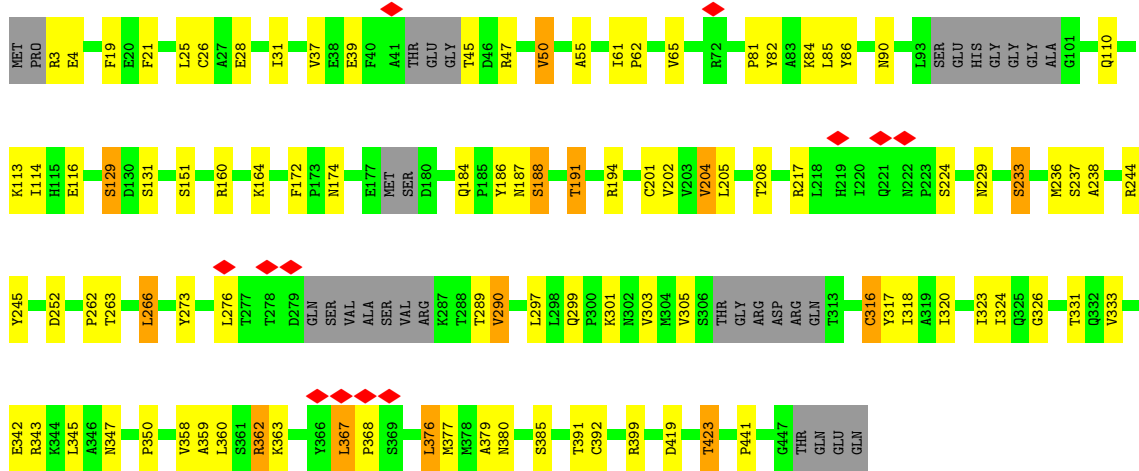 MET PRO R3 E4 F19 E20 F21 L25 C26 A27 E28 I31 V37 E38 E39 F40 A41 THR GLU GLY T45 D46 R47 V50 A55 I61 P62 V65 R72 P81 Y82 A83 K84 L85 Y86 N90 L93 SER GLU HIS GLY GLY GLY ALA G101 Q110
K113 I114 H115 E116 S129 D130 S131 S151 R160 K164 F172 P173 N174 E177 MET SER D180 Q184 P185 Y186 N187 S188 T191 R194 C201 V202 V203 V204 L205 T208 R217 L218 H219 I220 Q221 N222 P223 S224 N229 S233 M236 S237 A238 R244
Y245 D252 P262 T263 L266 Y273 L276 T277 T278 D279 GLN SER VAL ALA SER VAL ARG K287 T288 T289 V290 L297 L298 Q299 P300 K301 N302 V303 M304 V305 S306 THR GLY ARG ASP ARG GLN T313 C316 Y317 I318 A319 I320 I323 I324 Q325 G326 T331 Q332 V333
E342 R343 K344 L345 A346 N347 P350 V358 A359 L360 S361 R362 K363 Y366 L367 P368 S369 L376 M377 M378 A379 N380 S385 T391 C392 R399 D419 T423 P441 G447 THR GLN GLU GLN